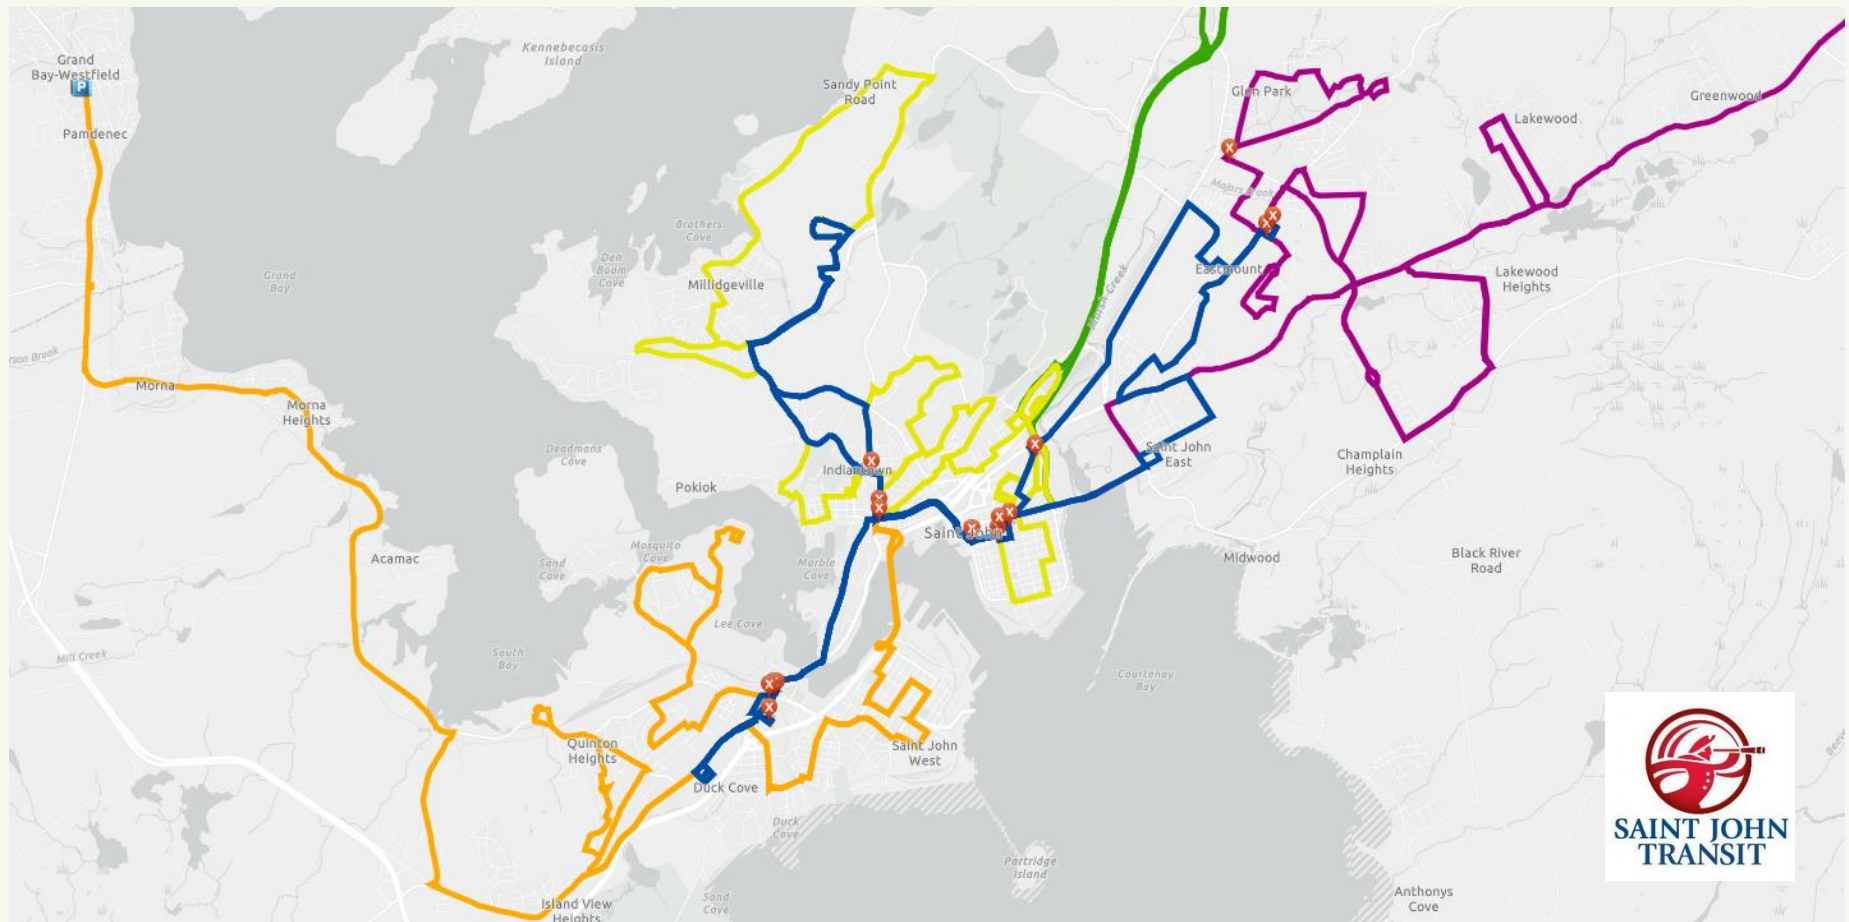 Grand
Bay-Westfield
P
Pamdenec
Kennebecasis
Island
Sandy Point
Road
Glen Park
Greenwood
Lakewood
X
Majors Brook
Brothers
Cove
Den
Boom
Cove
Grand
Bay
Millidgeville
X
X
Eastmount
Lakewood
Heights
Marsh Creek
Morna
Morna
Heights
Deadmans
Cove
X
X
Saint John
East
Champlain
Heights
Indiantown
Pokiok
X
X
X
X
X
Saint John
Mosquito
Cove
Sand
Cove
Marble
Cove
Acamac
Midwood
Black River
Road
Lee Cove
Mill Creek
South
Bay
Courtenay
Bay
X
X
Quinton
Heights
Saint John
West
Duck Cove
Duck
Cove
Partridge
Island
Sand
Cove
Island View
Heights
Anthonys
Cove
SAINT JOHN
TRANSIT